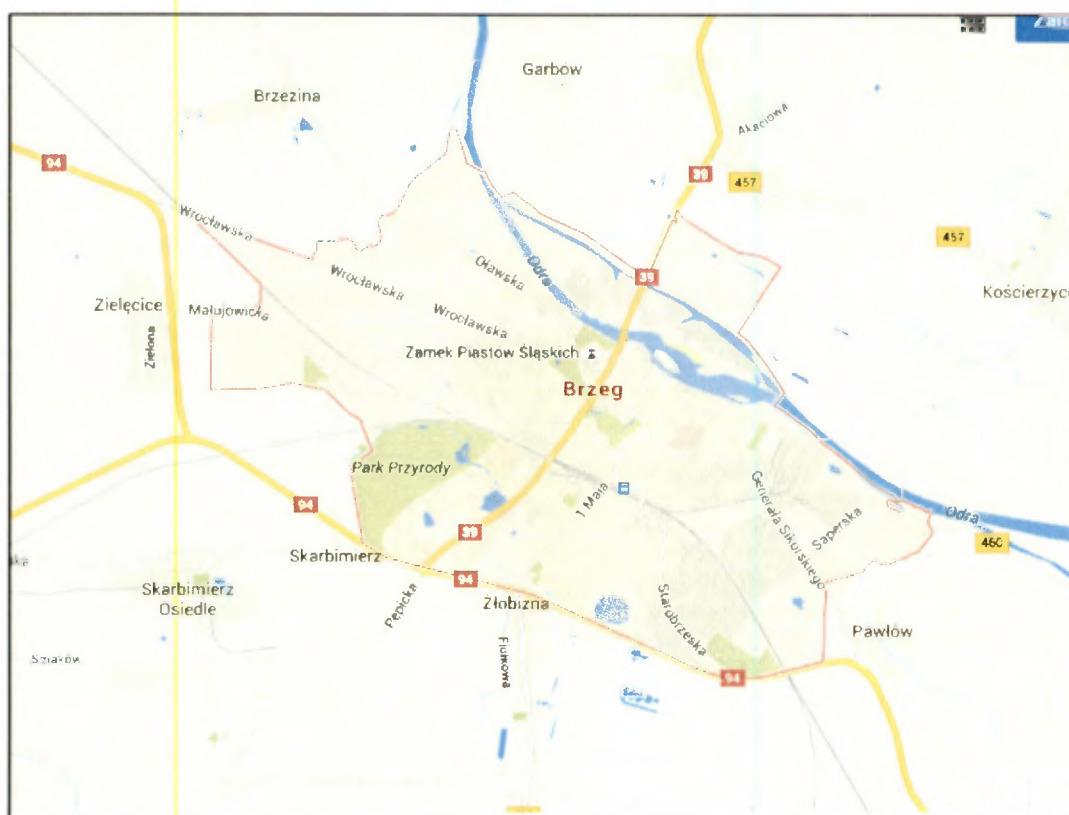 Garbów
Brzezina
Akaciowa
94
39
457
Wrocławska
457
Oławska
Odra
39
Wrocławska
Kościerzyce
Zielęcice
Małujowicka
Wrocławska
Zielona
Zamek Piastów Śląskich
Brzeg
Park Przyrody
1 Maja
Generała Sikorskiego
94
Saperska
Odra
39
460
Skarbimierz
94
Skarbimierz
Osiedle
Pępicka
Złobizna
Starobrzeska
Pawłów
Fiołkowa
94